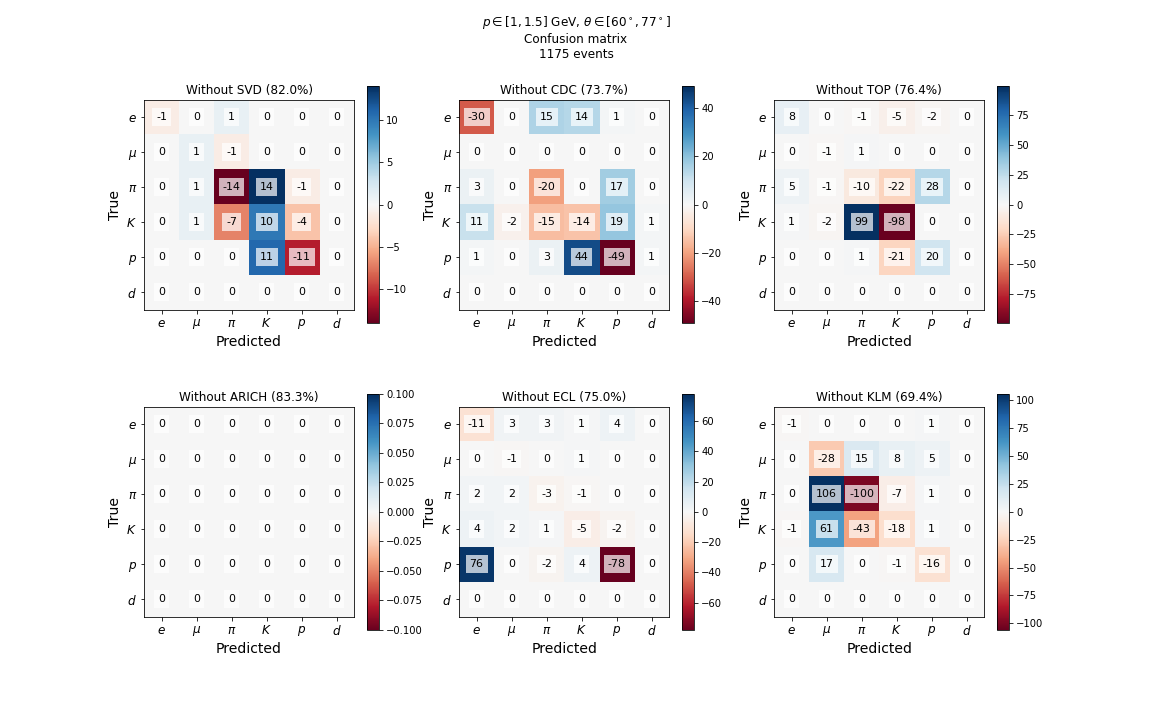 p ∈ [1, 1.5] GeV, θ ∈ [60°, 77°]
Confusion matrix
1175 events
Without SVD (82.0%)
True
e -1 0 1 0 0 0
μ 0 1 -1 0 0 0
π 0 1 -14 14 -1 0
K 0 1 -7 10 -4 0
p 0 0 0 11 -11 0
d 0 0 0 0 0 0
e μ π K p d
Predicted
10
5
0
−5
−10
Without CDC (73.7%)
True
e -30 0 15 14 1 0
μ 0 0 0 0 0 0
π 3 0 -20 0 17 0
K 11 -2 -15 -14 19 1
p 1 0 3 44 -49 1
d 0 0 0 0 0 0
e μ π K p d
Predicted
40
20
0
−20
−40
Without TOP (76.4%)
True
e 8 0 -1 -5 -2 0
μ 0 -1 1 0 0 0
π 5 -1 -10 -22 28 0
K 1 -2 99 -98 0 0
p 0 0 1 -21 20 0
d 0 0 0 0 0 0
e μ π K p d
Predicted
75
50
25
0
−25
−50
−75
Without ARICH (83.3%)
True
e 0 0 0 0 0 0
μ 0 0 0 0 0 0
π 0 0 0 0 0 0
K 0 0 0 0 0 0
p 0 0 0 0 0 0
d 0 0 0 0 0 0
e μ π K p d
Predicted
0.100
0.075
0.050
0.025
0.000
−0.025
−0.050
−0.075
−0.100
Without ECL (75.0%)
True
e -11 3 3 1 4 0
μ 0 -1 0 1 0 0
π 2 2 -3 -1 0 0
K 4 2 1 -5 -2 0
p 76 0 -2 4 -78 0
d 0 0 0 0 0 0
e μ π K p d
Predicted
60
40
20
0
−20
−40
−60
Without KLM (69.4%)
True
e -1 0 0 0 1 0
μ 0 -28 15 8 5 0
π 0 106 -100 -7 1 0
K -1 61 -43 -18 1 0
p 0 17 0 -1 -16 0
d 0 0 0 0 0 0
e μ π K p d
Predicted
100
75
50
25
0
−25
−50
−75
−100